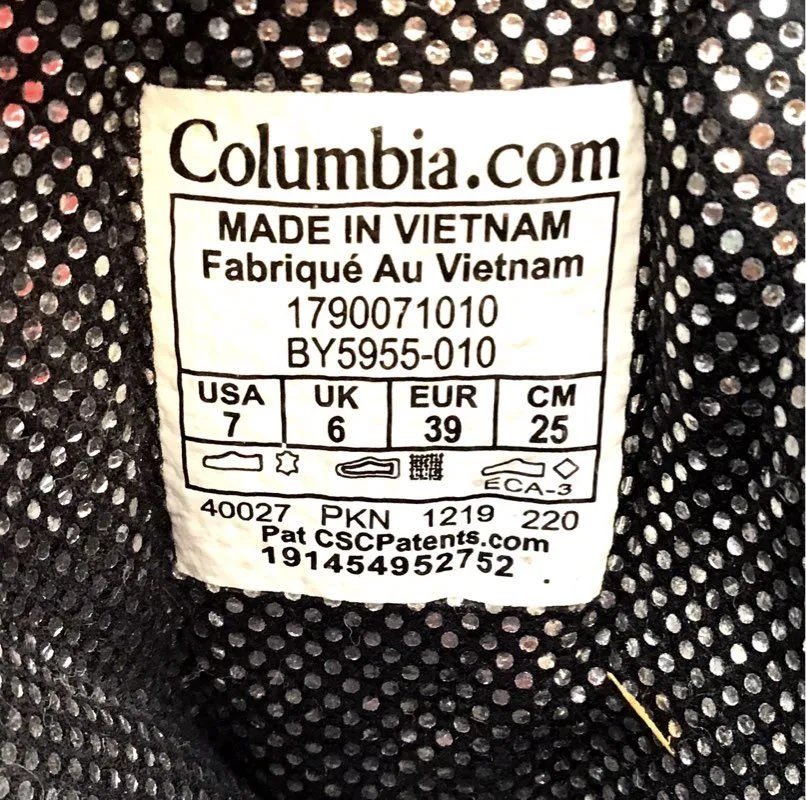 Columbia.com
MADE IN VIETNAM
Fabriqué Au Vietnam
1790071010
BY5955-010
USA UK EUR CM
7 6 39 25
ECA-3
40027 PKN 1219 220
Pat CSCPatents.com
191454952752